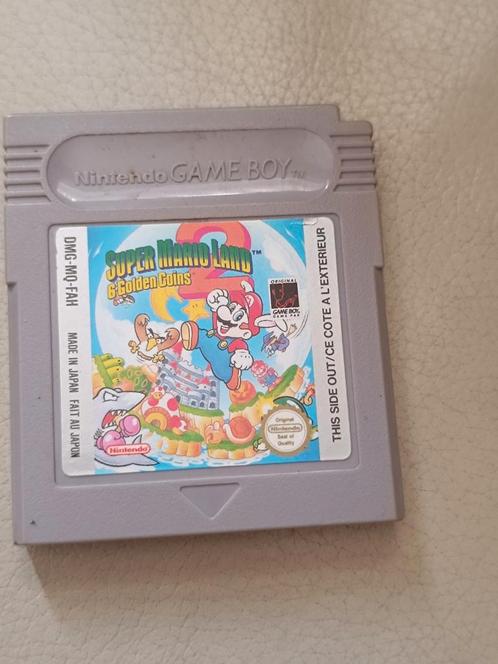 Nintendo GAME BOY TM
DMG-MQ-FAH MADE IN JAPAN FAIT AU JAPON
SUPER MARIO LAND 2 TM
6 Golden Coins
ORIGINAL
GAME BOY
GAME PAK
Original
Nintendo
Seal of Quality
Nintendo
THIS SIDE OUT/CE COTE A L'EXTERIEUR